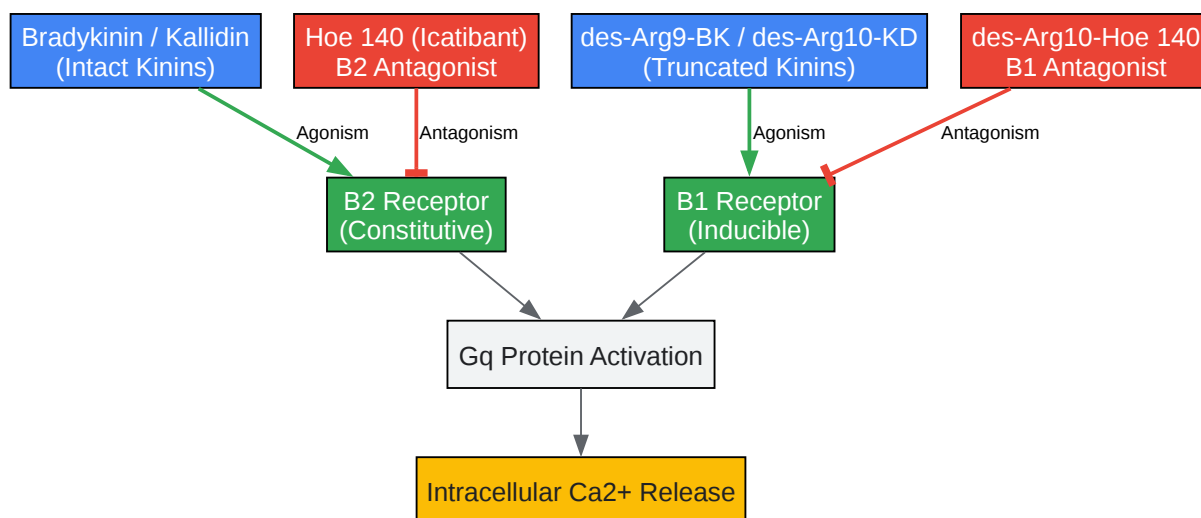 Bradykinin / Kallidin
(Intact Kinins)
Hoe 140 (Icatibant)
B2 Antagonist
des-Arg9-BK / des-Arg10-KD
(Truncated Kinins)
des-Arg10-Hoe 140
B1 Antagonist
Agonism
Antagonism
Agonism
Antagonism
B2 Receptor
(Constitutive)
B1 Receptor
(Inducible)
Gq Protein Activation
Intracellular Ca2+ Release